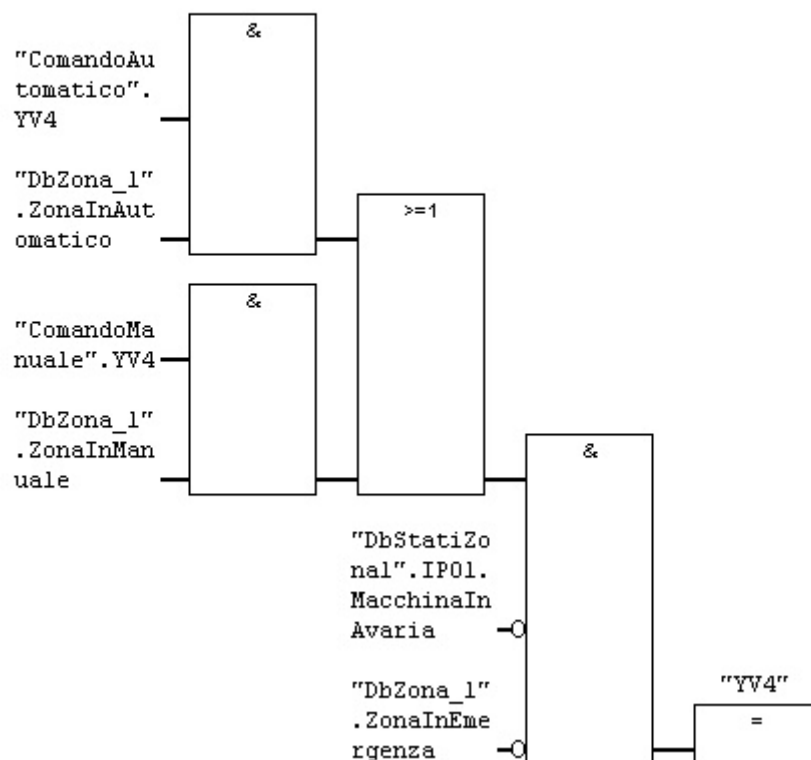 &
"ComandoAu
tomatico".
YV4
"DbZona_1"
.ZonaInAut
omatico
>=1
&
"ComandoMa
nuale".YV4
"DbZona_1"
.ZonaInMan
uale
&
"DbStatiZo
na1".IP01.
MacchinaIn
Avaria
"DbZona_1"
.ZonaInEme
rgenza
"YV4"
=